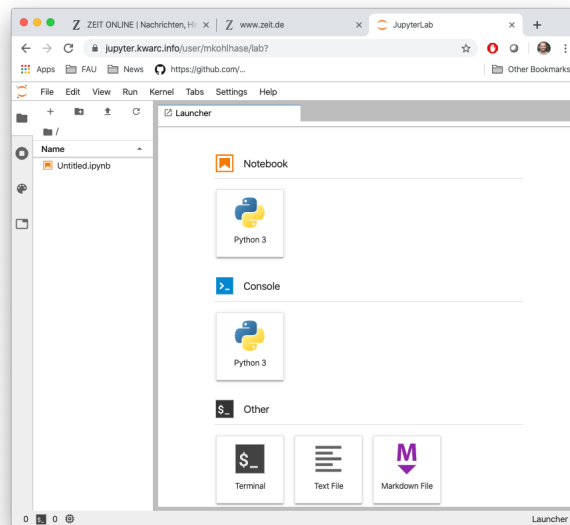 Z ZEIT ONLINE | Nachrichten, Hi
Z www.zeit.de
JupyterLab
jupyter.kwarc.info/user/mkohlhase/lab?
Apps FAU News https://github.com/... Other Bookmarks
File Edit View Run Kernel Tabs Settings Help
Launcher
/
Name
Untitled.ipynb
Notebook
Python 3
Console
Python 3
$_ Other
$_
M
Terminal Text File Markdown File
0 $_ 0 Launcher